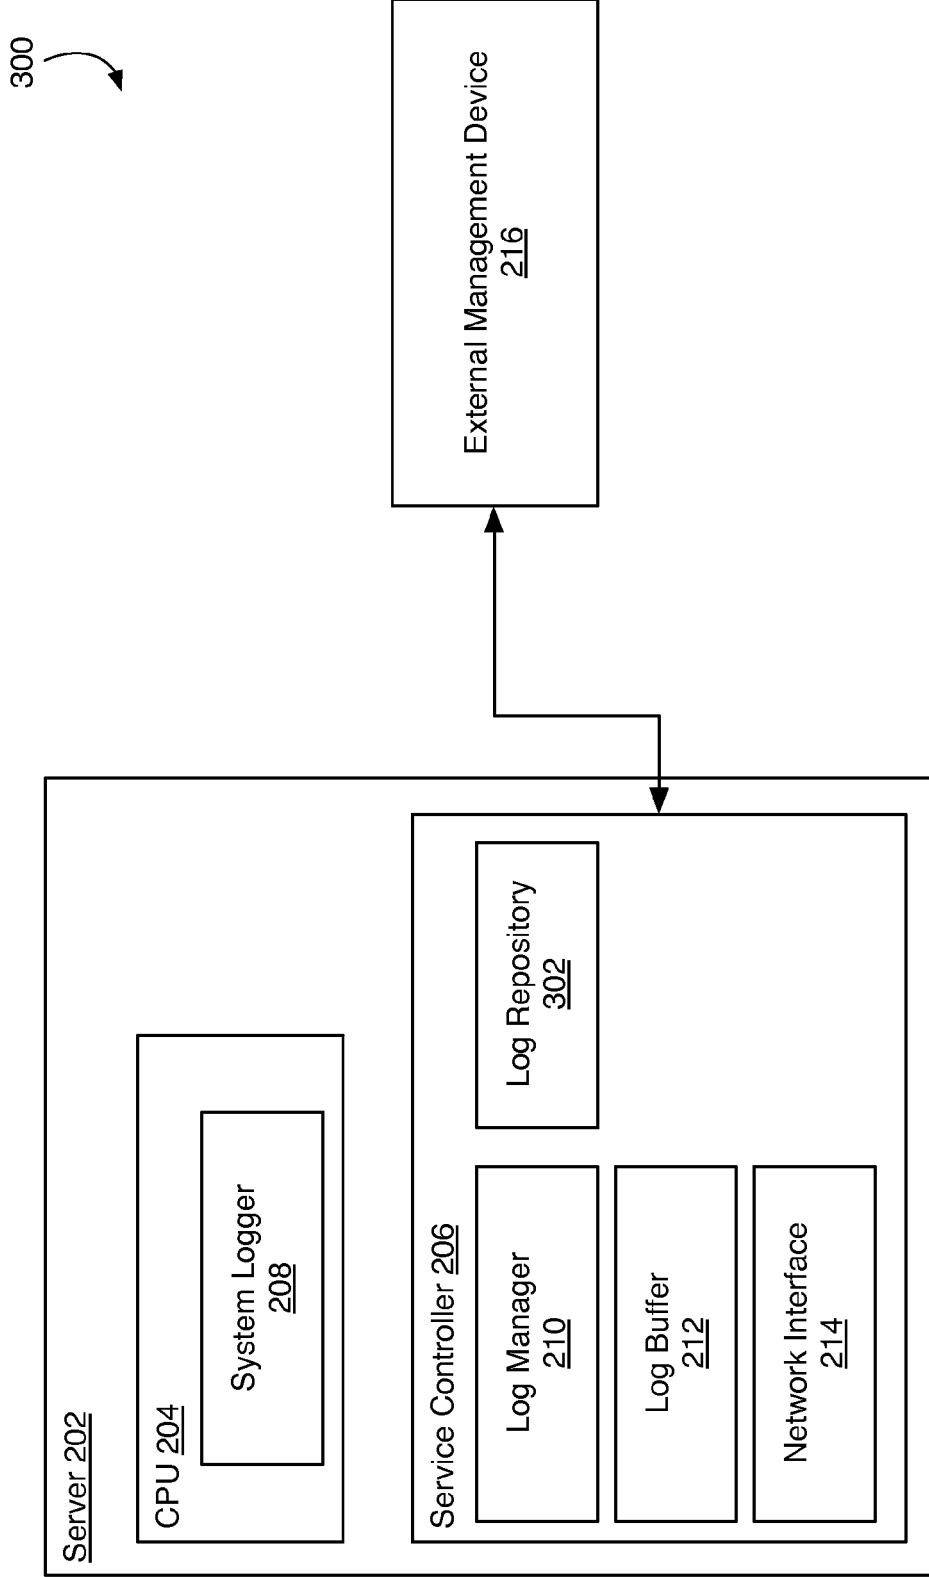 300
Server 202
CPU 204
System Logger
208
Service Controller 206
Log Manager
210
Log Repository
302
Log Buffer
212
Network Interface
214
External Management Device
216